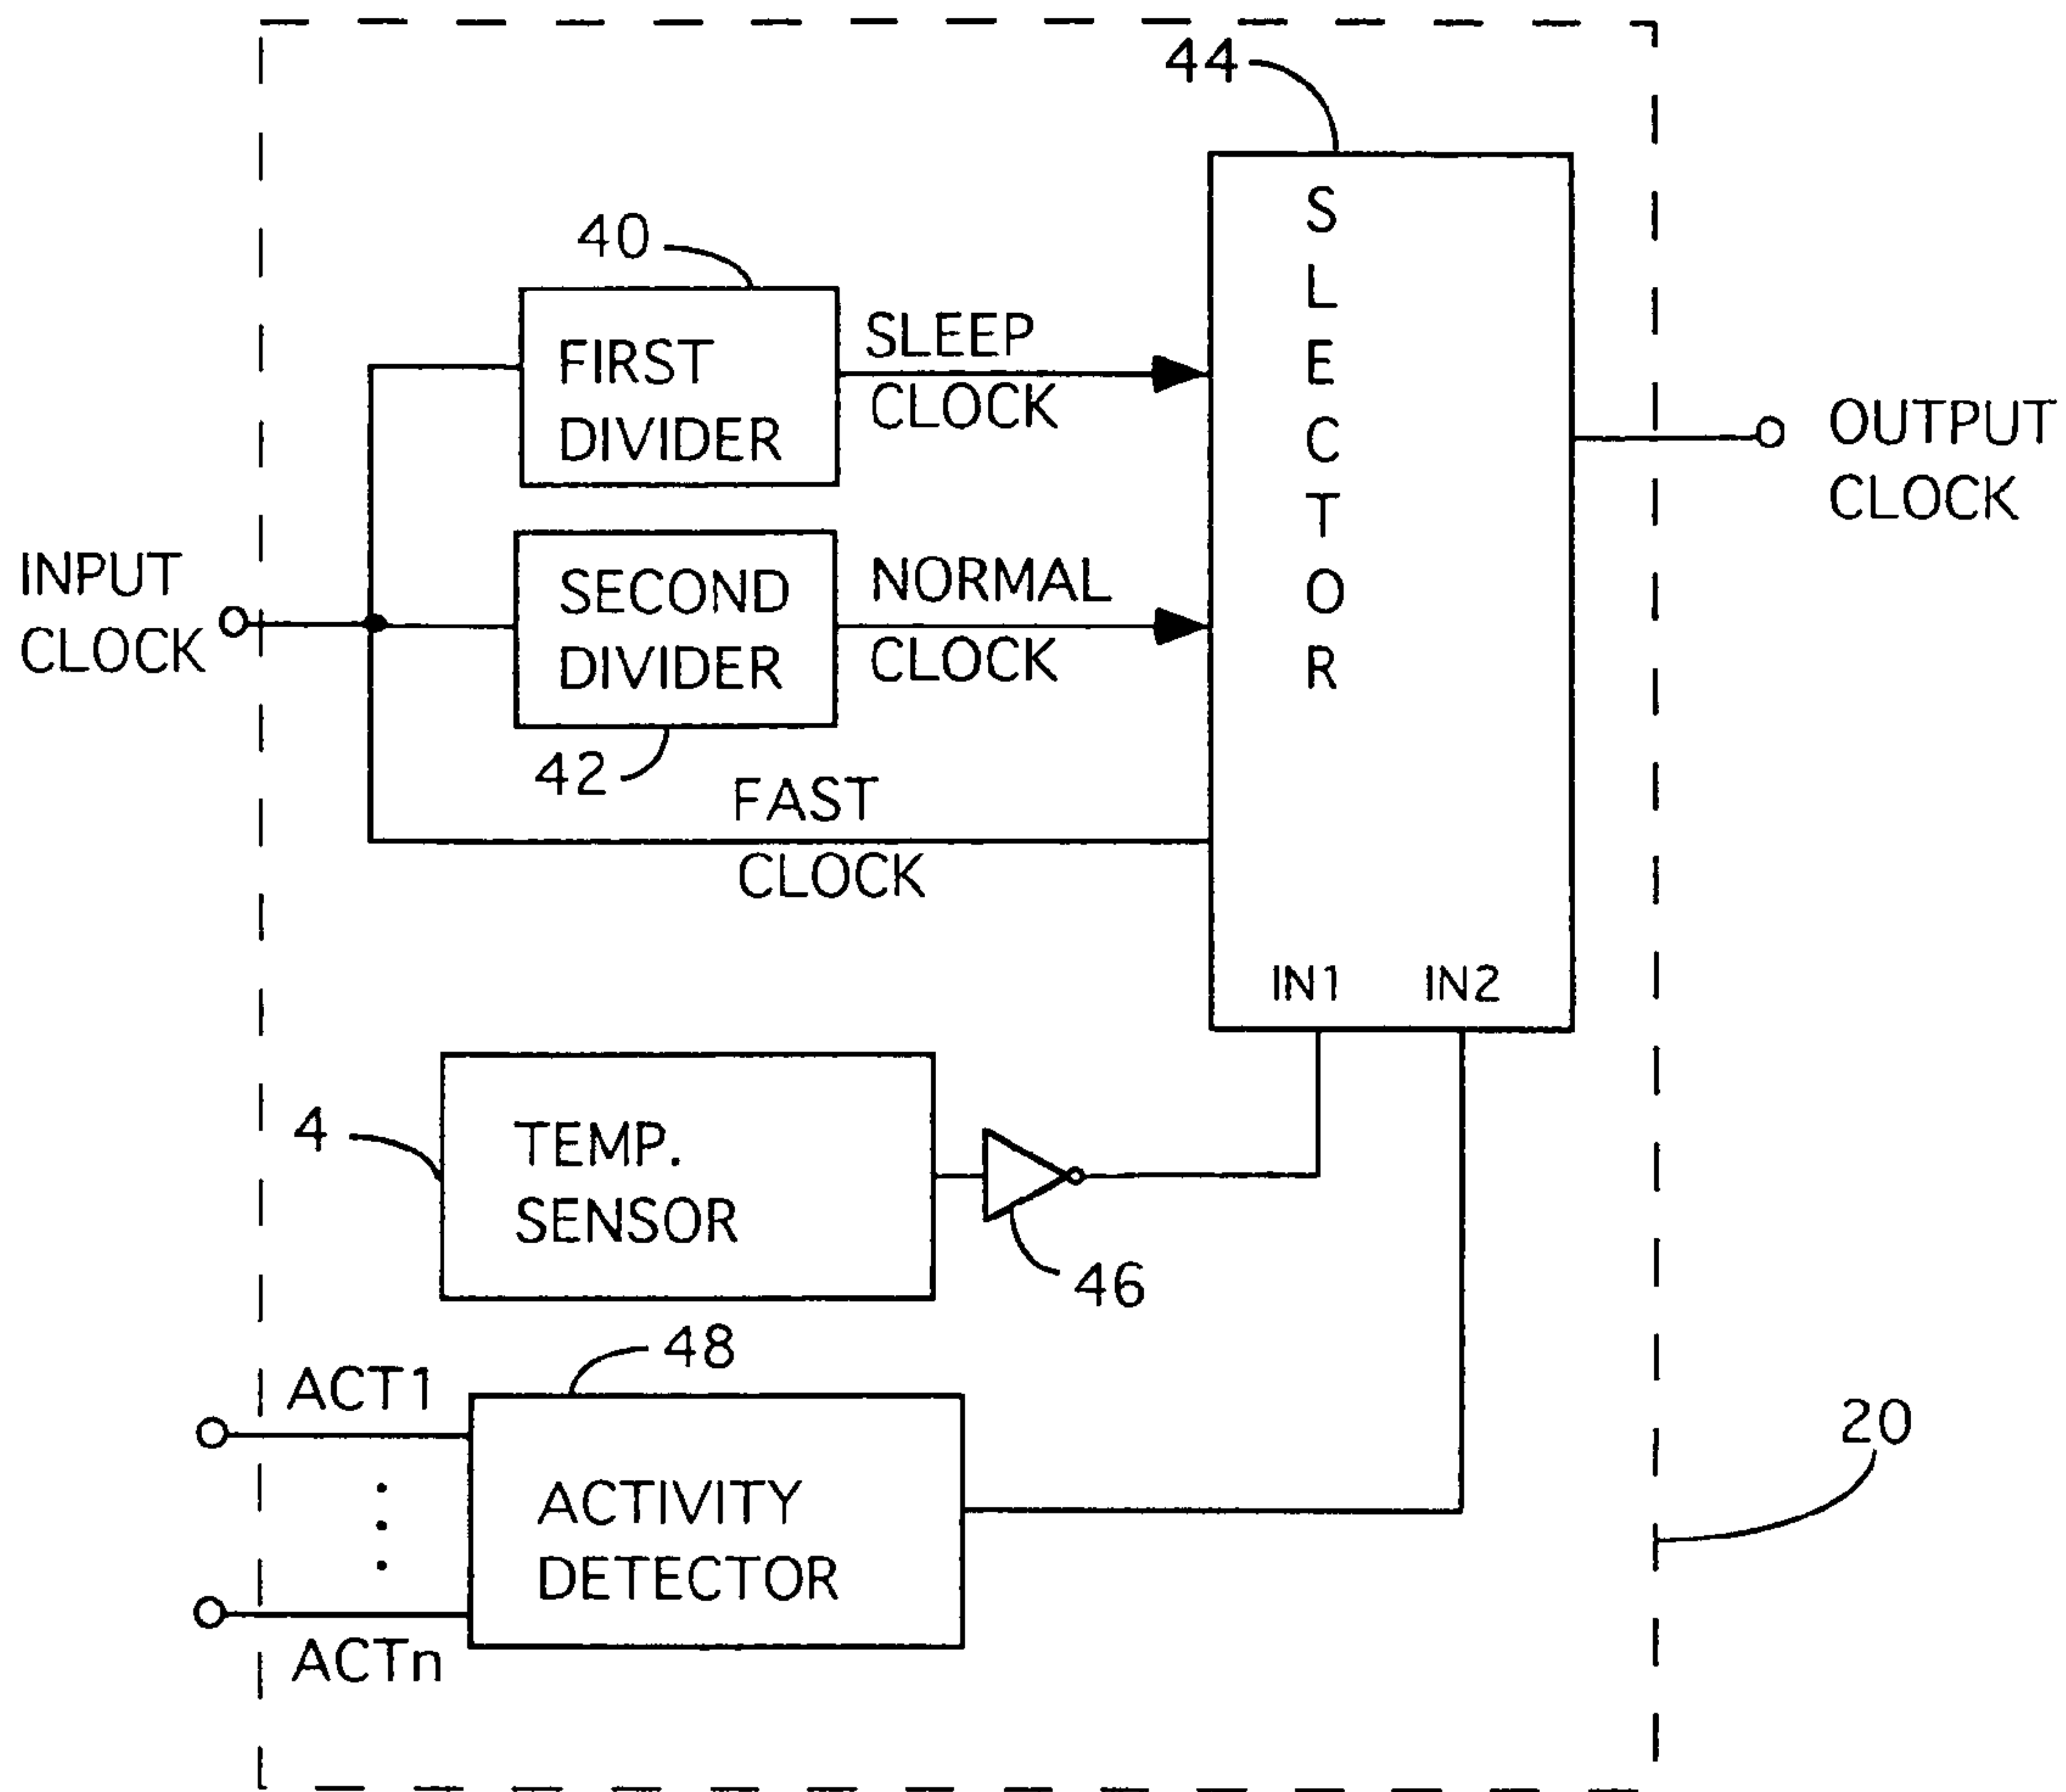 44
SLECTOR
40
FIRST
DIVIDER
SLEEP
CLOCK
OUTPUT
CLOCK
INPUT
CLOCK
SECOND
DIVIDER
NORMAL
CLOCK
42
FAST
CLOCK
IN1
IN2
4
TEMP.
SENSOR
46
48
ACT1
ACTIVITY
DETECTOR
ACTn
20